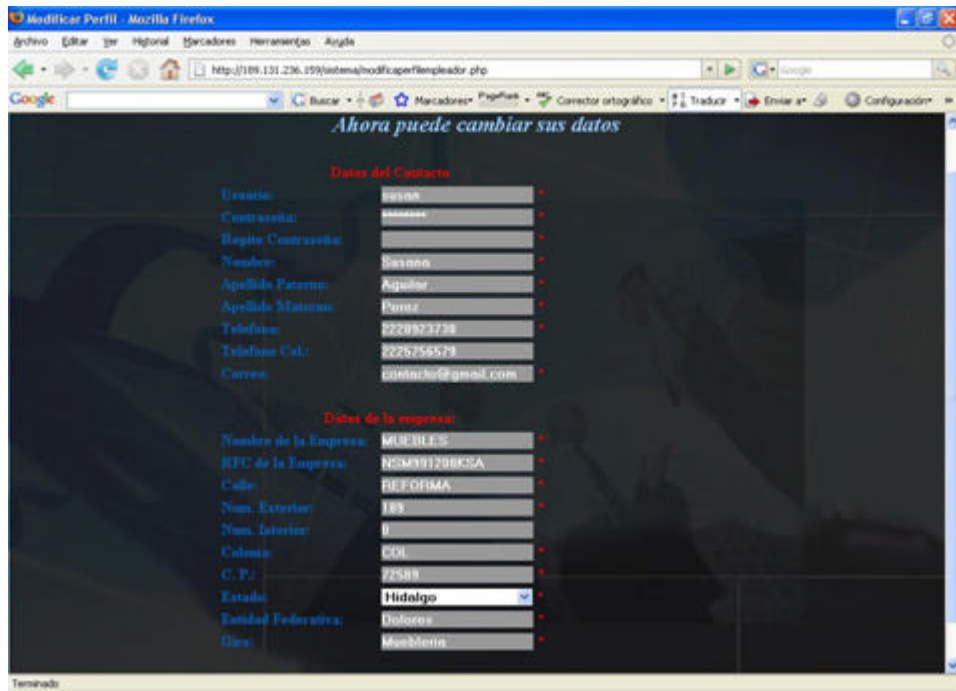 Modificar Perfil - Mozilla Firefox
Archivo Editar Ver Historial Marcadores Herramientas Ayuda
http://189.131.236.159/sistema/modificaperfilempleador.php
Google
Google Buscar Marcadores PageRank Corrector ortográfico Traducir Enviar a Configuración
Ahora puede cambiar sus datos
Datos del Contacto
Usuario: susan *
Contraseña: ******** *
Repite Contraseña: *
Nombre: Susana *
Apellido Paterno: Aguilar *
Apellido Materno: Perez *
Telefono: 2228923738 *
Telefono Cel.: 2225756579
Correo: contacto@gmail.com *
Datos de la empresa:
Nombre de la Empresa: MUEBLES *
RFC de la Empresa: NSM991208KSA *
Calle: REFORMA *
Num. Exterior: 189 *
Num. Interior: 0
Colonia: COL *
C. P.: 72589 *
Estado: Hidalgo *
Entidad Federativa: Dolores *
Giro: Muebleria *
Terminado